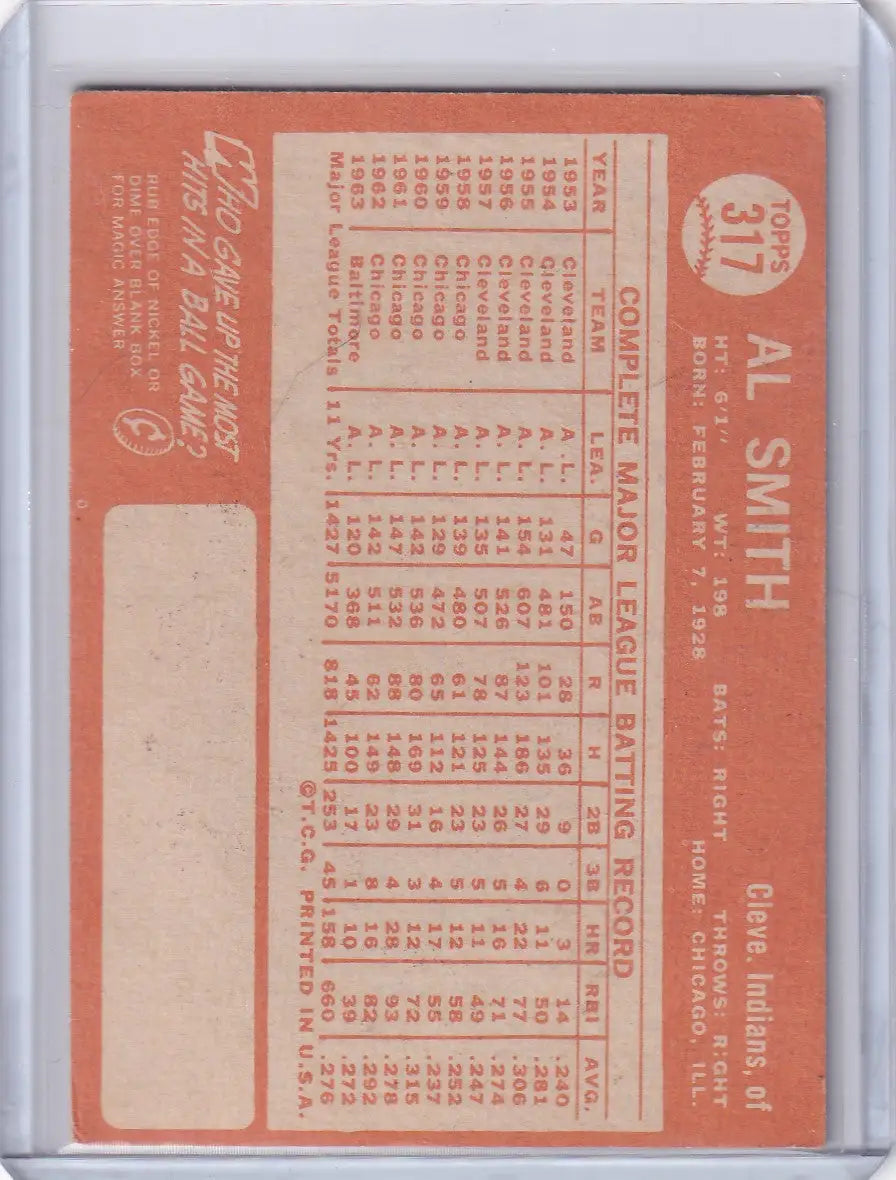 TOPPS
317
AL SMITH
Cleve. Indians, of
HT: 6'1" WT: 198 BATS: RIGHT THROWS: RIGHT
BORN: FEBRUARY 7, 1928 HOME: CHICAGO, ILL.
COMPLETE MAJOR LEAGUE BATTING RECORD
YEAR TEAM LEA. G AB R H 2B 3B HR RBI AVG.
1953 Cleveland A.L. 47 150 28 36 9 0 3 14 .240
1954 Cleveland A.L. 131 481 101 135 29 6 11 50 .281
1955 Cleveland A.L. 154 607 123 186 27 4 22 77 .306
1956 Cleveland A.L. 141 526 87 144 26 5 16 71 .274
1957 Cleveland A.L. 135 507 78 125 23 5 11 49 .247
1958 Chicago A.L. 139 480 61 121 23 5 12 58 .252
1959 Chicago A.L. 129 472 65 112 16 4 17 55 .237
1960 Chicago A.L. 142 536 80 169 31 3 12 72 .315
1961 Chicago A.L. 147 532 88 148 29 4 28 93 .278
1962 Chicago A.L. 142 511 62 149 23 8 16 82 .292
1963 Baltimore A.L. 120 368 45 100 17 1 10 39 .272
Major League Totals 11 Yrs. 1427 5170 818 1425 253 45 158 660 .276
©T.C.G. PRINTED IN U.S.A.
WHO GAVE UP THE MOST
HITS IN A BALL GAME?
RUB EDGE OF NICKEL OR
DIME OVER BLANK BOX
FOR MAGIC ANSWER